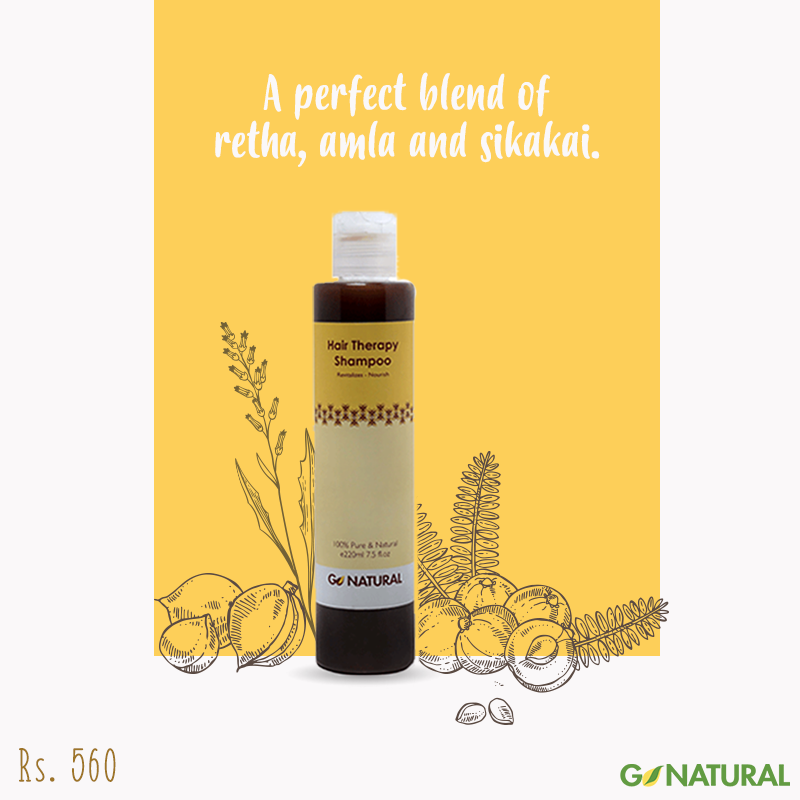 A perfect blend of
retha, amla and sikakai.
Hair Therapy
Shampoo
Revitalizes - Nourish
100% Pure & Natural
e220ml 7.5 fl.oz
GO NATURAL
Rs. 560
GO NATURAL